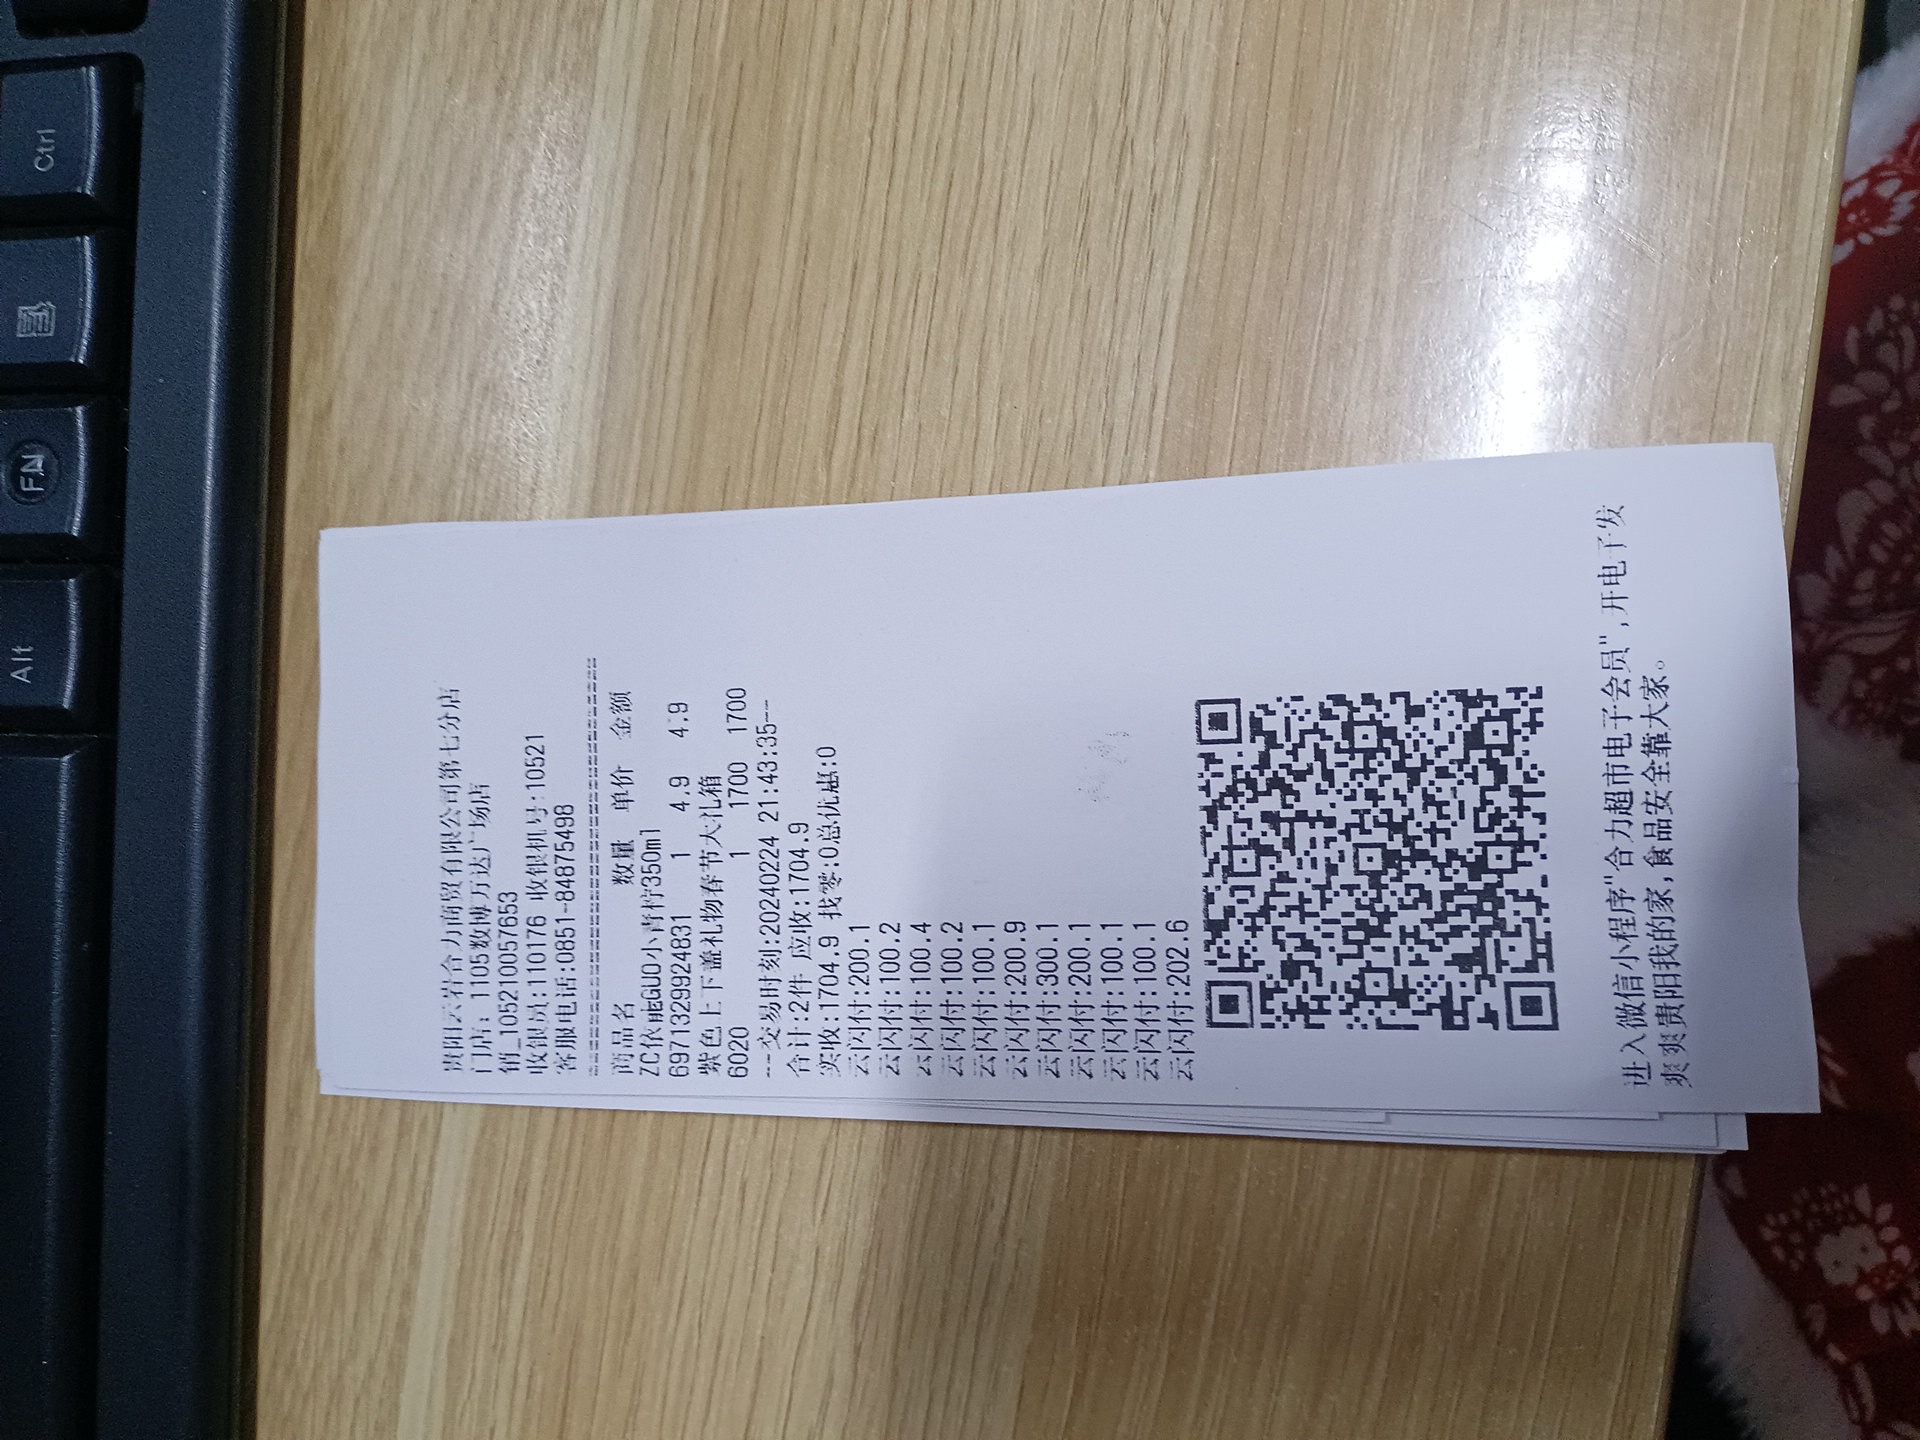 Ctrl
FN
Alt
贵阳云岩合力商贸有限公司第七分店
门店: 1105数博万达广场店
销_1052100057653
收银员:110176 收银机号:10521
客服电话:0851-84875498
商品名 数量 单价 金额
ZC依能GUO小青柠350ml
6971329924831 1 4.9 4.9
紫色上下盖礼物春节大礼箱
6020 1 1700 1700
---交易时刻:20240224 21:43:35--
合计:2件 应收:1704.9
实收:1704.9 找零:0总优惠:0
云闪付:200.1
云闪付:100.2
云闪付:100.4
云闪付:100.2
云闪付:100.1
云闪付:200.9
云闪付:300.1
云闪付:200.1
云闪付:100.1
云闪付:100.1
云闪付:202.6
进入微信小程序"合力超市电子会员",开电子发
爽爽贵阳我的家,食品安全靠大家。